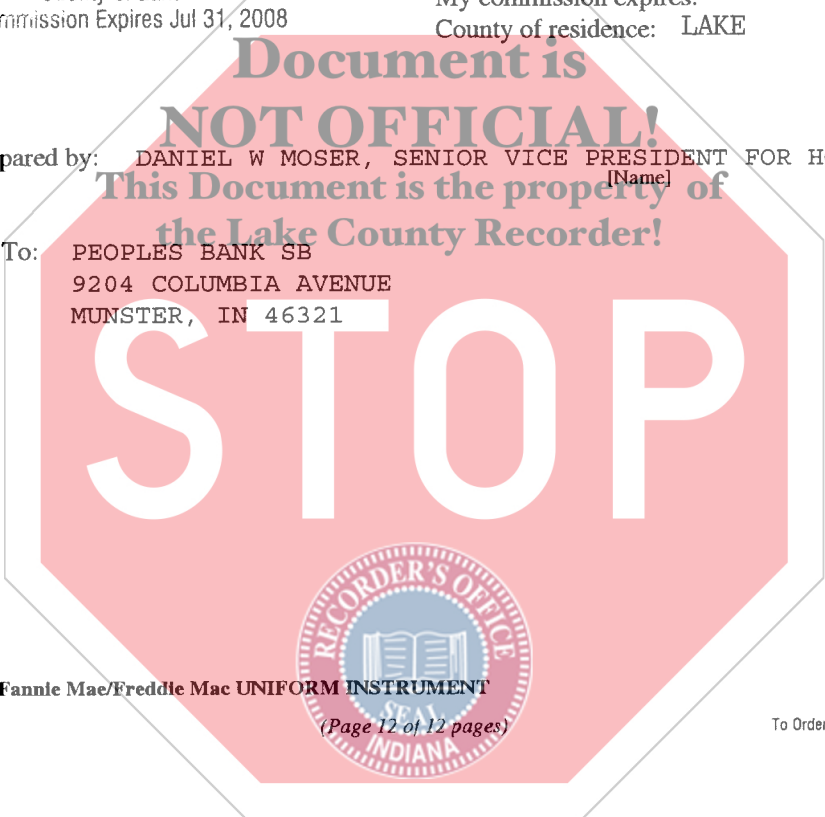 My commission expires:
mmission Expires Jul 31, 2008
County of residence: LAKE
Document is
NOT OFFICIAL!
pared by: DANIEL W MOSER, SENIOR VICE PRESIDENT FOR H
[Name]
This Document is the property of
the Lake County Recorder!
To: PEOPLES BANK SB
9204 COLUMBIA AVENUE
MUNSTER, IN 46321
STOP
RECORDER'S OFFICE
SEAL
INDIANA
Fannie Mae/Freddie Mac UNIFORM INSTRUMENT
(Page 12 of 12 pages)
To Order